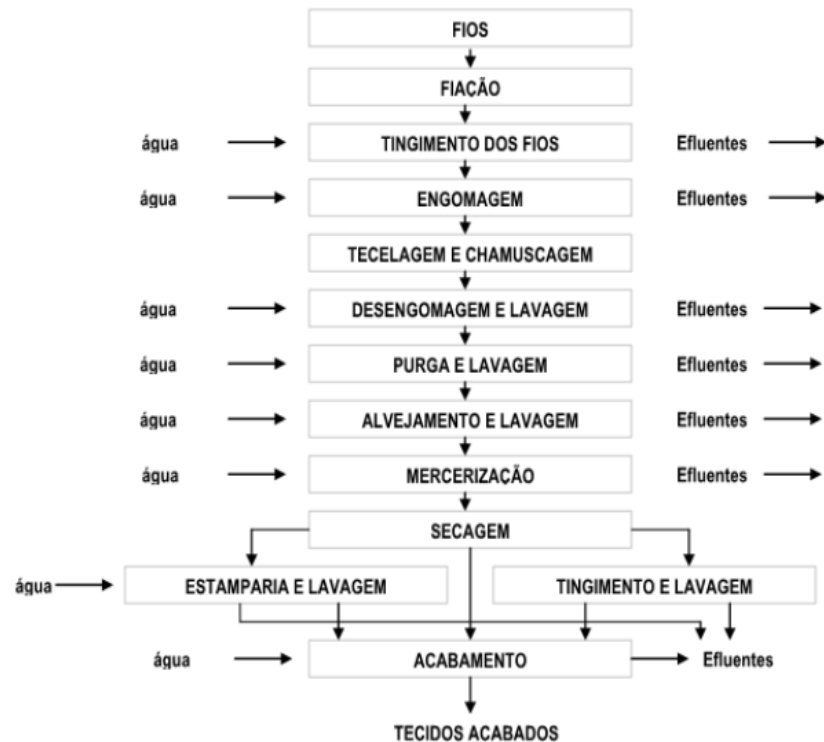 FIOS
FIAÇÃO
água TINGIMENTO DOS FIOS Efluentes
água ENGOMAGEM Efluentes
TECELAGEM E CHAMUSCAGEM
água DESENGOMAGEM E LAVAGEM Efluentes
água PURGA E LAVAGEM Efluentes
água ALVEJAMENTO E LAVAGEM Efluentes
água MERCERIZAÇÃO Efluentes
SECAGEM
água ESTAMPARIA E LAVAGEM TINGIMENTO E LAVAGEM
água ACABAMENTO Efluentes
TECIDOS ACABADOS